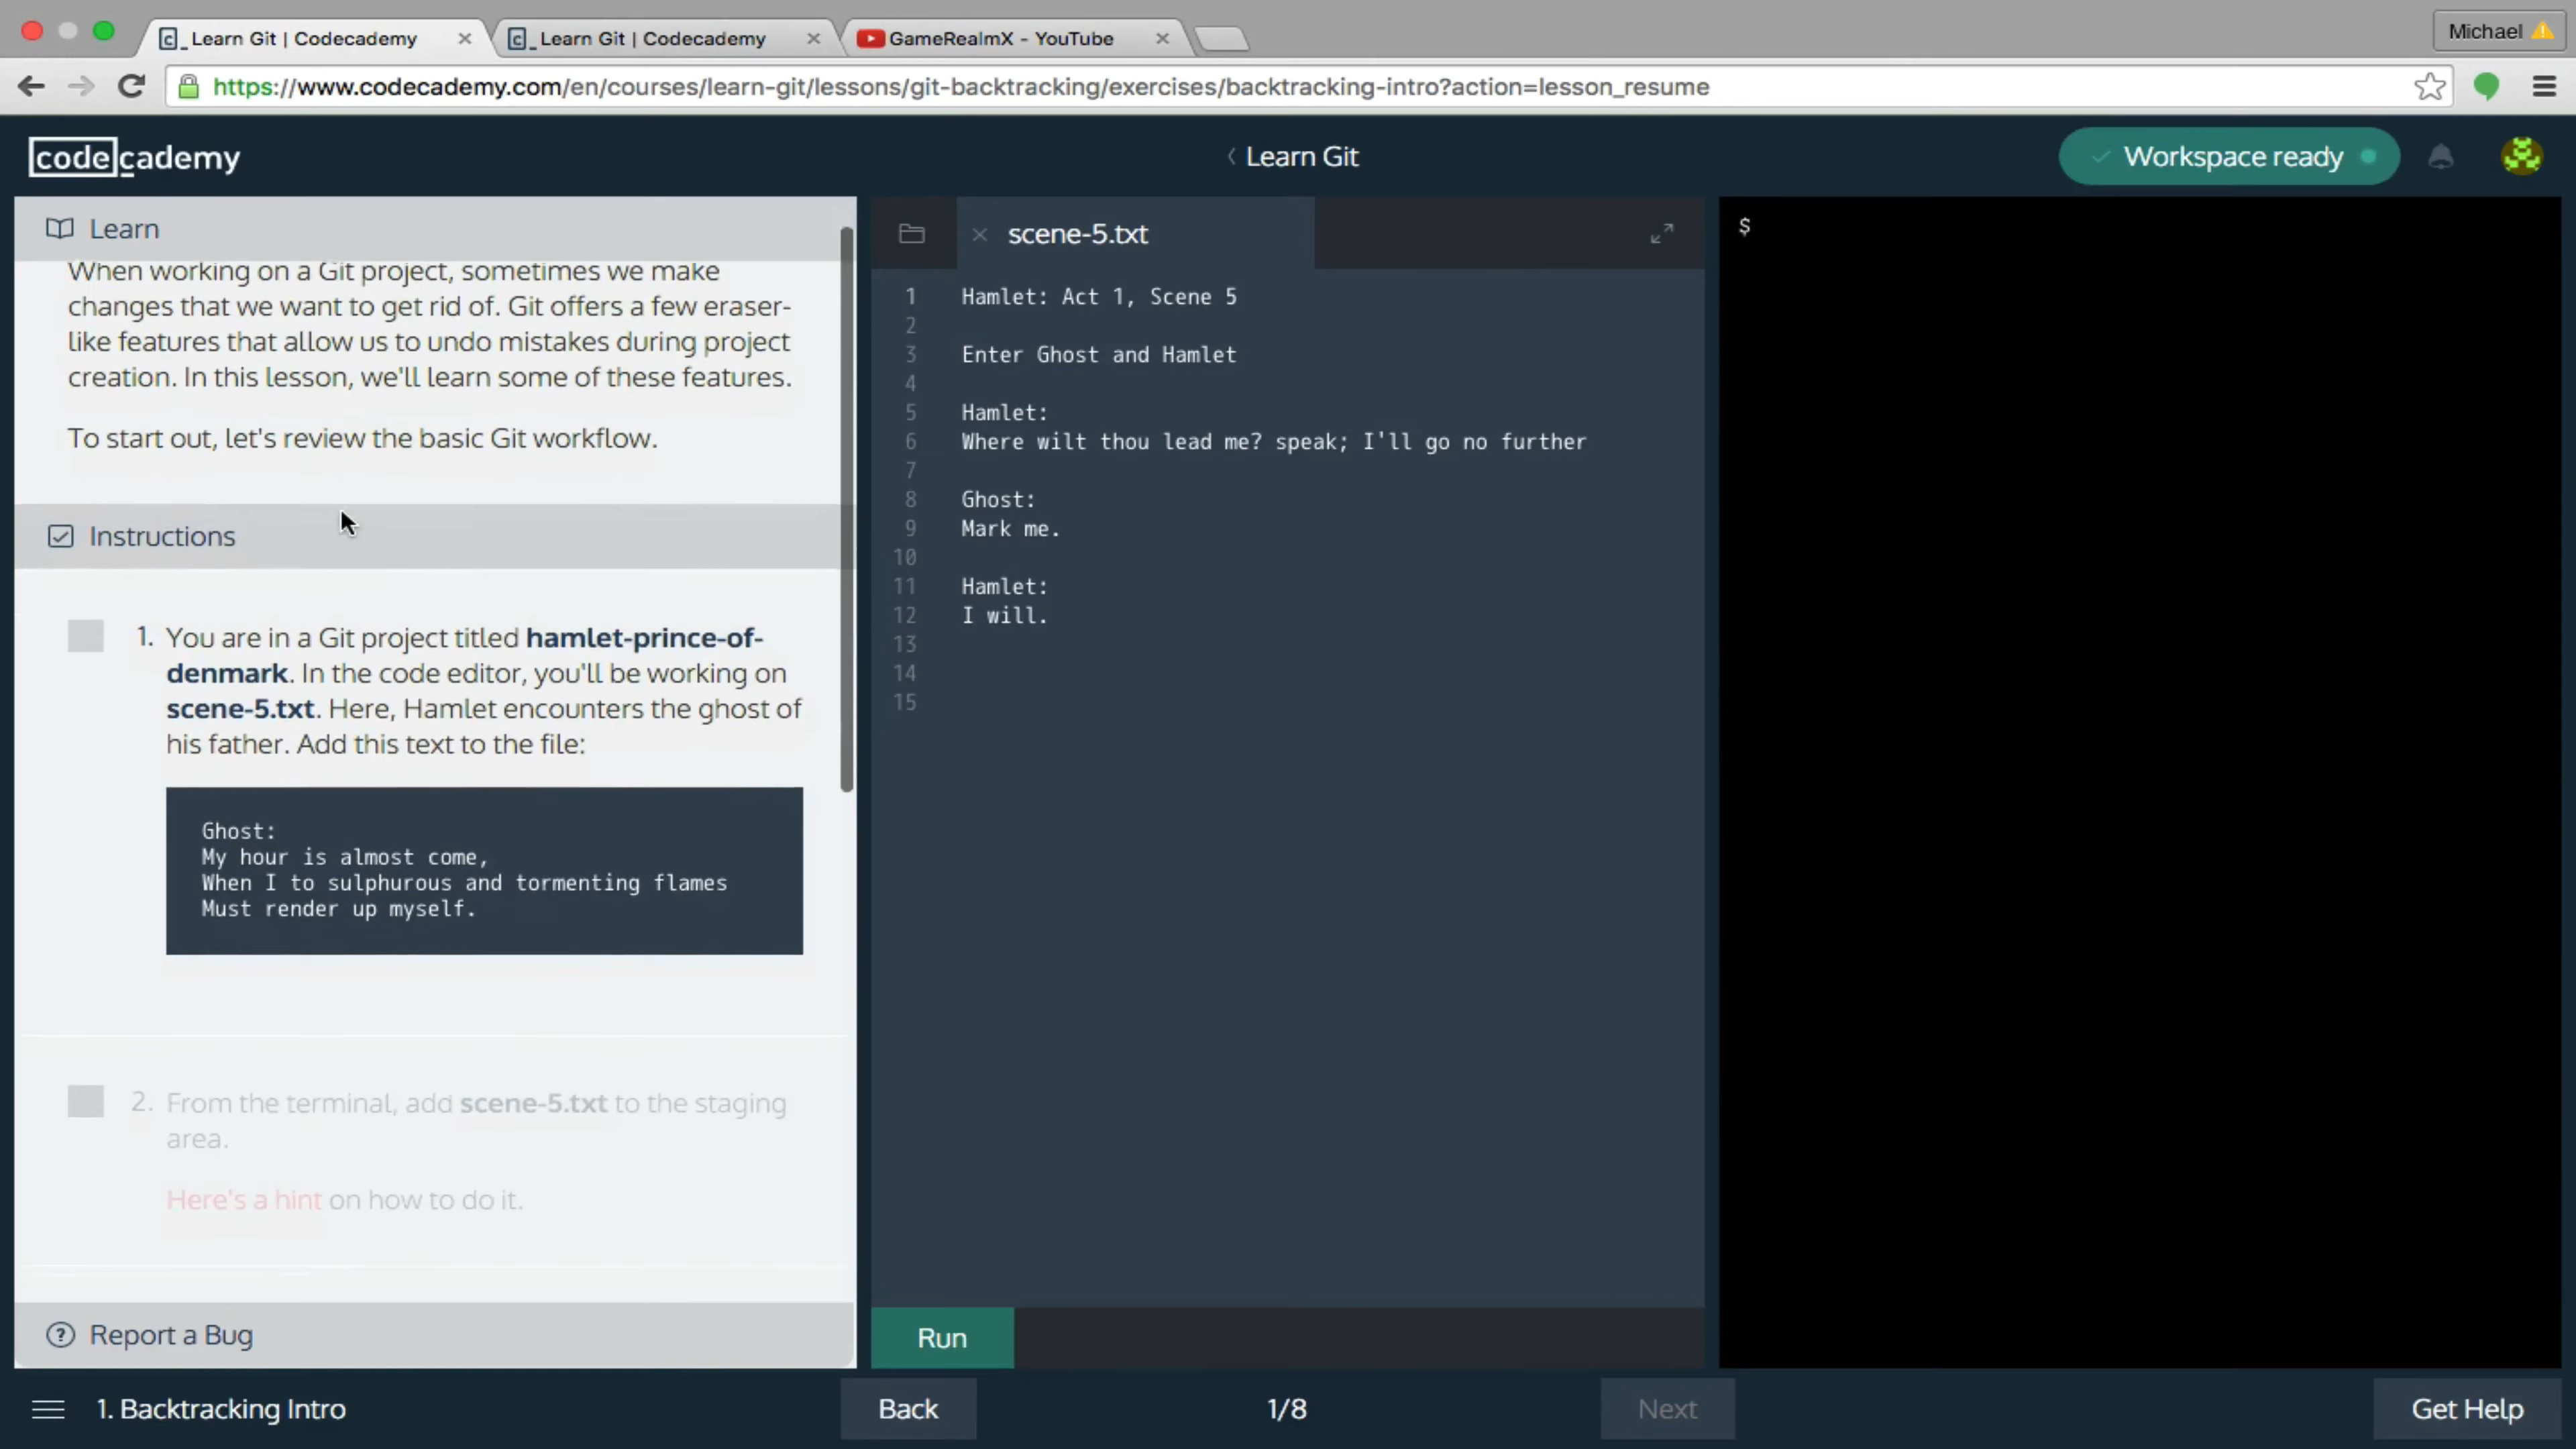 Learn Git | Codecademy
Learn Git | Codecademy
GameRealmX - YouTube
Michael
https://www.codecademy.com/en/courses/learn-git/lessons/git-backtracking/exercises/backtracking-intro?action=lesson_resume
codecademy
Learn Git
Workspace ready
Learn
When working on a Git project, sometimes we make
changes that we want to get rid of. Git offers a few eraser-
like features that allow us to undo mistakes during project
creation. In this lesson, we'll learn some of these features.
To start out, let's review the basic Git workflow.
Instructions
1. You are in a Git project titled hamlet-prince-of-
denmark. In the code editor, you'll be working on
scene-5.txt. Here, Hamlet encounters the ghost of
his father. Add this text to the file:
Ghost:
My hour is almost come,
When I to sulphurous and tormenting flames
Must render up myself.
2. From the terminal, add scene-5.txt to the staging
area.
Here's a hint on how to do it.
Report a Bug
scene-5.txt
1 Hamlet: Act 1, Scene 5
2
3 Enter Ghost and Hamlet
4
5 Hamlet:
6 Where wilt thou lead me? speak; I'll go no further
7
8 Ghost:
9 Mark me.
10
11 Hamlet:
12 I will.
13
14
15
Run
$
1. Backtracking Intro
Back
1/8
Next
Get Help